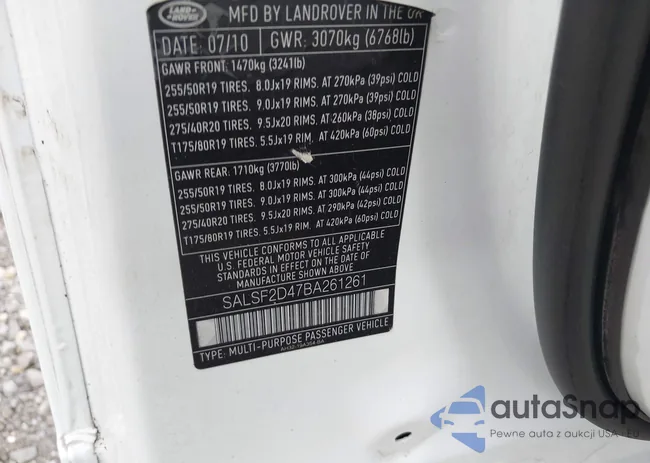 LAND
ROVER
MFD BY LANDROVER IN THE UK
DATE: 07/10 GWR: 3070kg (6768lb)
GAWR FRONT: 1470kg (3241lb)
255/50R19 TIRES. 8.0Jx19 RIMS. AT 270kPa (39psi) COLD
255/50R19 TIRES. 9.0Jx19 RIMS. AT 270kPa (39psi) COLD
275/40R20 TIRES. 9.5Jx20 RIMS. AT 260kPa (38psi) COLD
T175/80R19 TIRES. 5.5Jx19 RIM. AT 420kPa (60psi) COLD
GAWR REAR: 1710kg (3770lb)
255/50R19 TIRES. 8.0Jx19 RIMS. AT 300kPa (44psi) COLD
255/50R19 TIRES. 9.0Jx19 RIMS. AT 300kPa (44psi) COLD
275/40R20 TIRES. 9.5Jx20 RIMS. AT 290kPa (42psi) COLD
T175/80R19 TIRES. 5.5Jx19 RIM. AT 420kPa (60psi) COLD
THIS VEHICLE CONFORMS TO ALL APPLICABLE
U.S. FEDERAL MOTOR VEHICLE SAFETY
STANDARDS IN EFFECT ON THE DATE OF
MANUFACTURE SHOWN ABOVE
SALSF2D47BA261261
TYPE: MULTI-PURPOSE PASSENGER VEHICLE
autaSnap
Pewne auta z aukcji USA - Eu